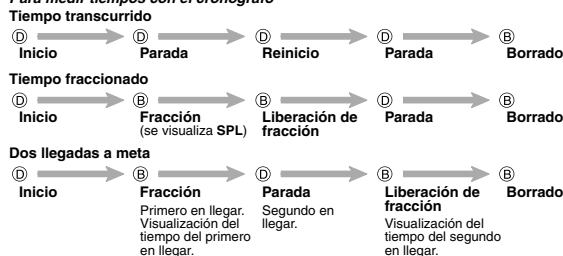 Para medir tiempos con el cronógrafo
Tiempo transcurrido
D D D D B
Inicio Parada Reinicio Parada Borrado
Tiempo fraccionado
D B B D B
Inicio Fracción Liberación de Parada Borrado
(se visualiza SPL) fracción
Dos llegadas a meta
D B D B B
Inicio Fracción Parada Liberación de Borrado
fracción
Primero en llegar. Segundo en
Visualización del llegar. Visualización del
tiempo del primero tiempo del segundo
en llegar. en llegar.